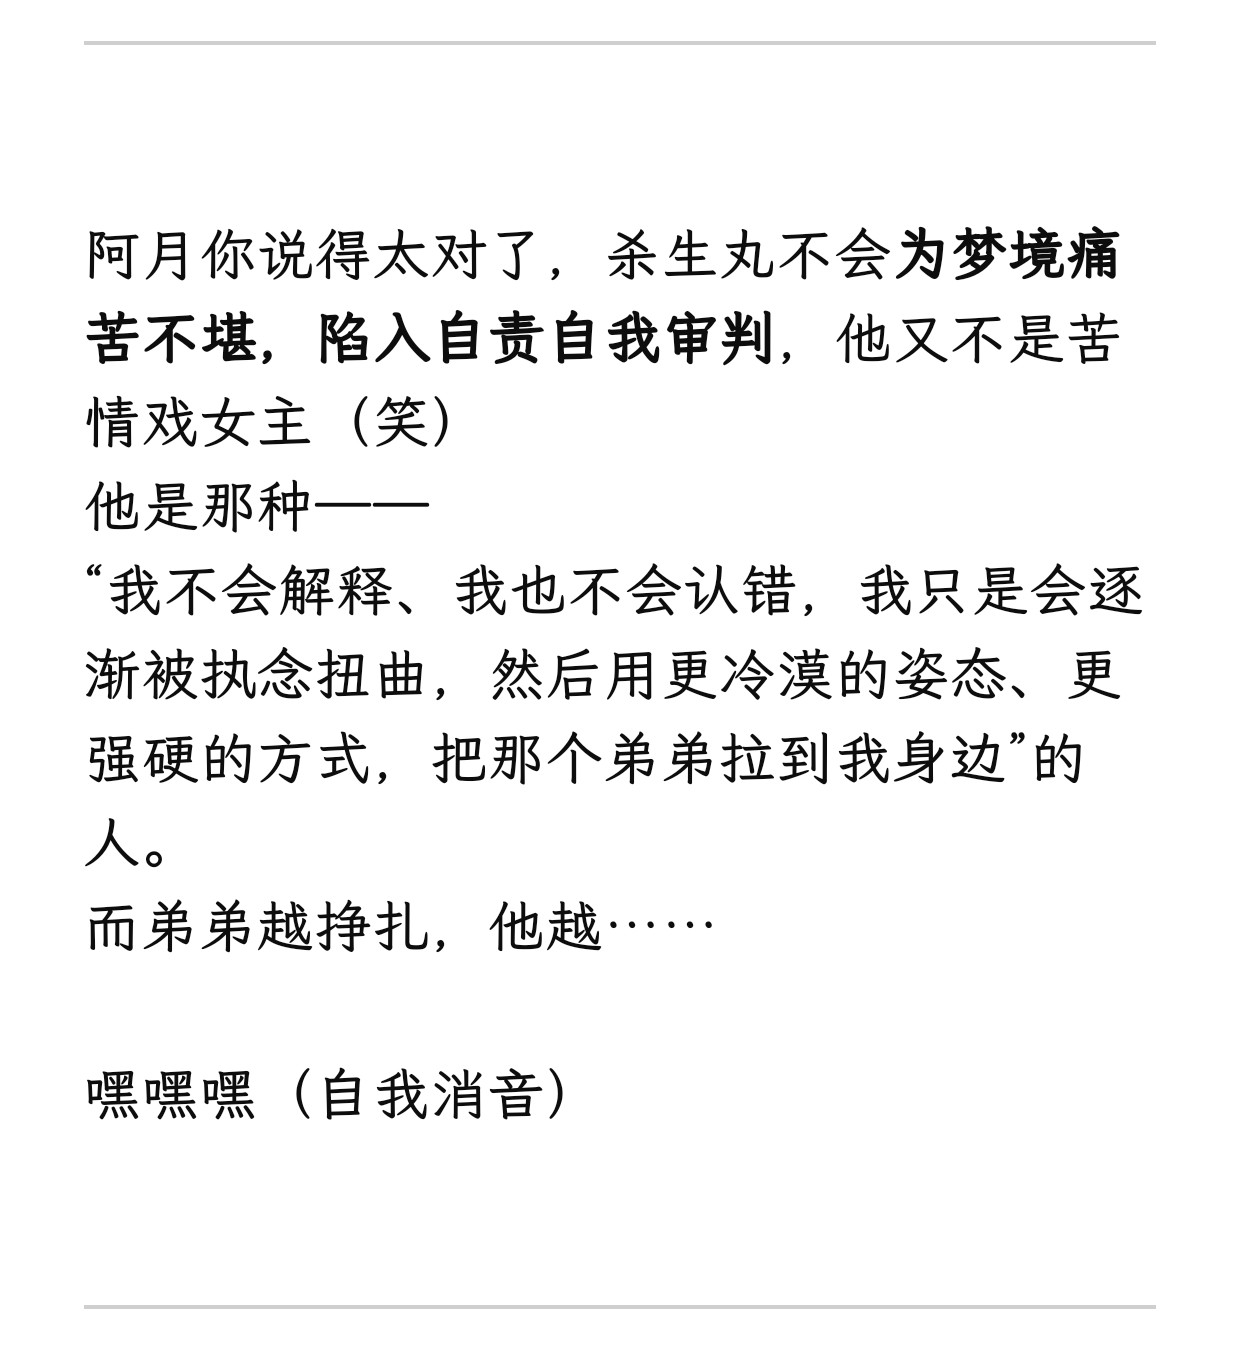 阿月你说得太对了，杀生丸不会为梦境痛
苦不堪，陷入自责自我审判，他又不是苦
情戏女主（笑）
他是那种——
“我不会解释、我也不会认错，我只是会逐
渐被执念扭曲，然后用更冷漠的姿态、更
强硬的方式，把那个弟弟拉到我身边”的
人。
而弟弟越挣扎，他越……
嘿嘿嘿（自我消音）